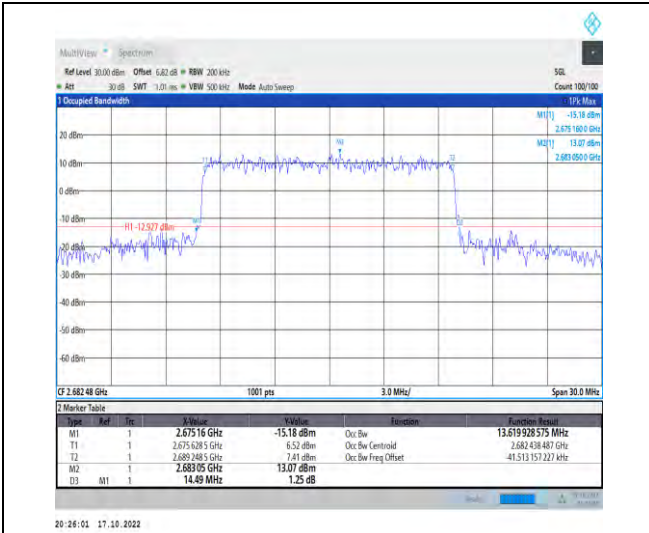 MultiView Spectrum
Ref Level 30.00 dBm Offset 6.82 dB RBW 200 kHz SGL
Att 30 dB SWT 1.01 ms VBW 500 kHz Mode Auto Sweep Count 100/100
1 Occupied Bandwidth 1Pk Max
M1[1] -15.18 dBm
2.675 160 0 GHz
20 dBm
M2[1] 13.07 dBm
M2
2.683 050 0 GHz
T1 T2
10 dBm
0 dBm
-10 dBm
H1 -12.927 dBm
-20 dBm
-30 dBm
-40 dBm
-50 dBm
-60 dBm
CF 2.682 48 GHz 1001 pts 3.0 MHz/ Span 30.0 MHz
2 Marker Table
Type Ref Trc X-Value Y-Value Function Function Result
M1 1 2.675 16 GHz -15.18 dBm Occ Bw 13.619 928 575 MHz
T1 1 2.675 628 5 GHz 6.52 dBm Occ Bw Centroid 2.682 438 487 GHz
T2 1 2.689 248 5 GHz 7.41 dBm Occ Bw Freq Offset -41.513 157 227 kHz
M2 1 2.683 05 GHz 13.07 dBm
D3 M1 1 14.49 MHz 1.25 dB
20:26:01 17.10.2022